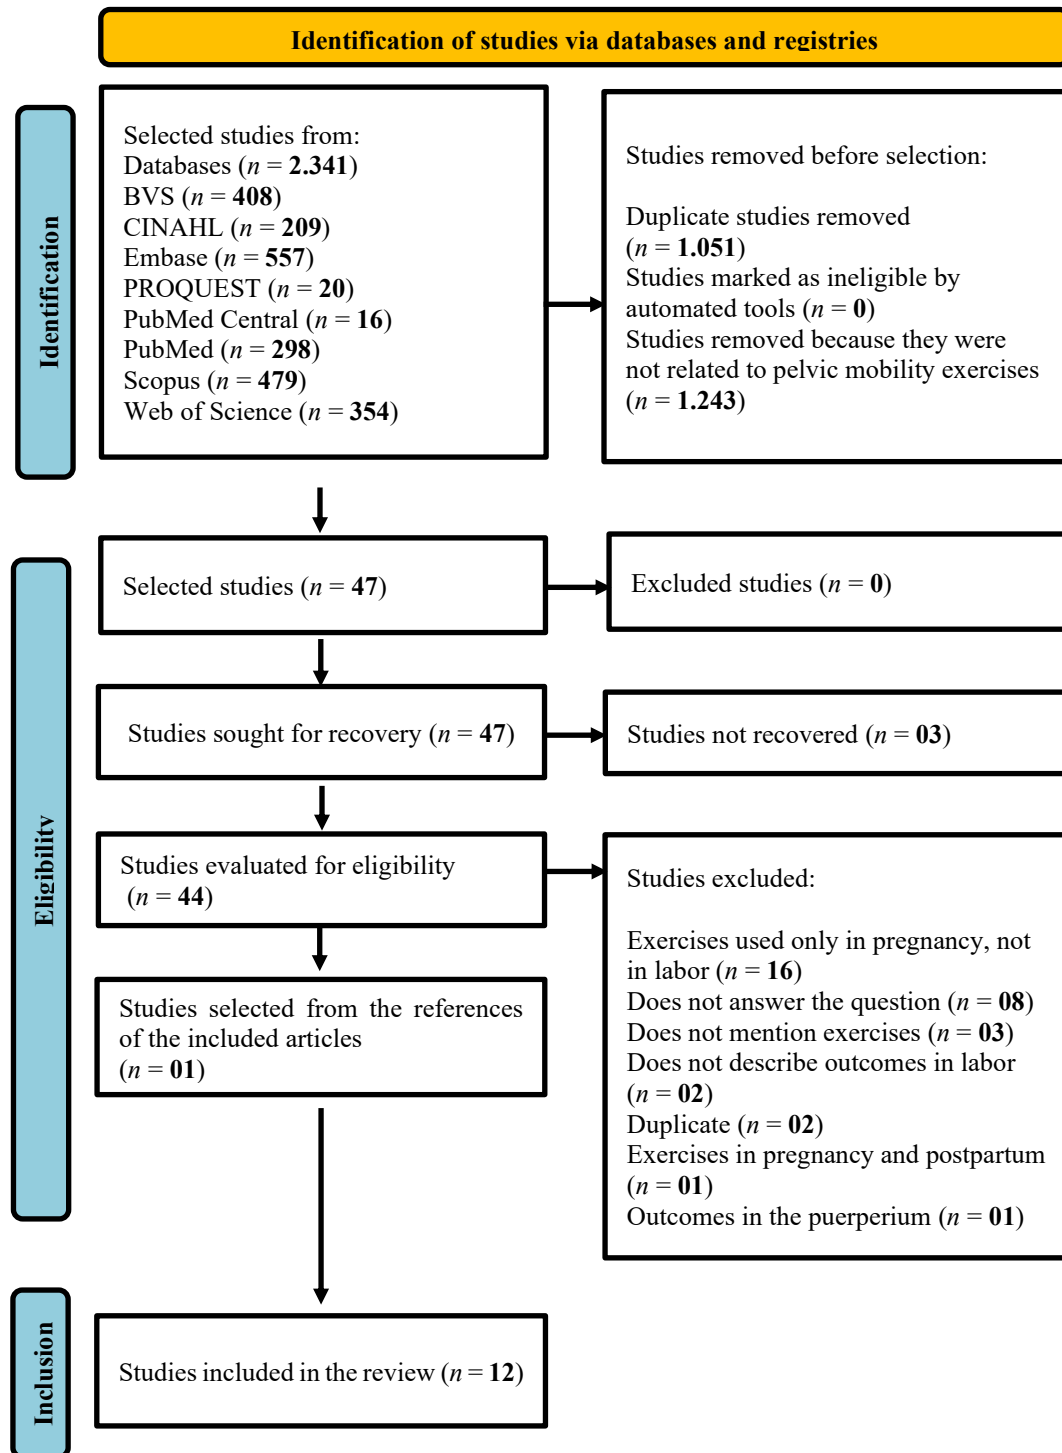 Identification of studies via databases and registries
Identification
Selected studies from:
Databases (n = 2.341)
BVS (n = 408)
CINAHL (n = 209)
Embase (n = 557)
PROQUEST (n = 20)
PubMed Central (n = 16)
PubMed (n = 298)
Scopus (n = 479)
Web of Science (n = 354)
Studies removed before selection:
Duplicate studies removed
(n = 1.051)
Studies marked as ineligible by
automated tools (n = 0)
Studies removed because they were
not related to pelvic mobility exercises
(n = 1.243)
Eligibility
Selected studies (n = 47)
Excluded studies (n = 0)
Studies sought for recovery (n = 47)
Studies not recovered (n = 03)
Studies evaluated for eligibility
(n = 44)
Studies excluded:
Exercises used only in pregnancy, not
in labor (n = 16)
Does not answer the question (n = 08)
Does not mention exercises (n = 03)
Does not describe outcomes in labor
(n = 02)
Duplicate (n = 02)
Exercises in pregnancy and postpartum
(n = 01)
Outcomes in the puerperium (n = 01)
Studies selected from the references
of the included articles
(n = 01)
Inclusion
Studies included in the review (n = 12)